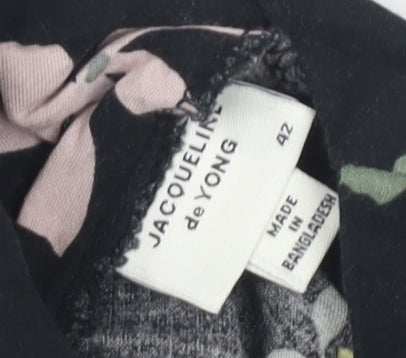 JACQUELINE
de YONG
42
MADE
IN
BANGLADESH